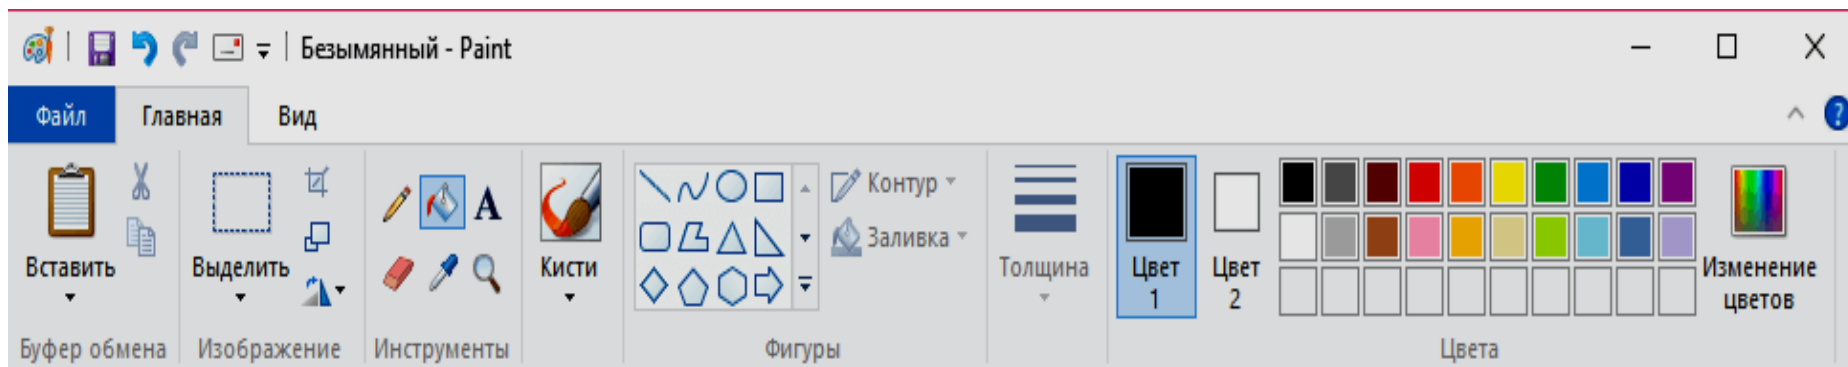 Безымянный - Paint
Файл
Главная
Вид
?
Вставить
Буфер обмена
Выделить
Изображение
A
Инструменты
Кисти
Контур
Заливка
Фигуры
Толщина
Цвет
1
Цвет
2
Изменение
цветов
Цвета